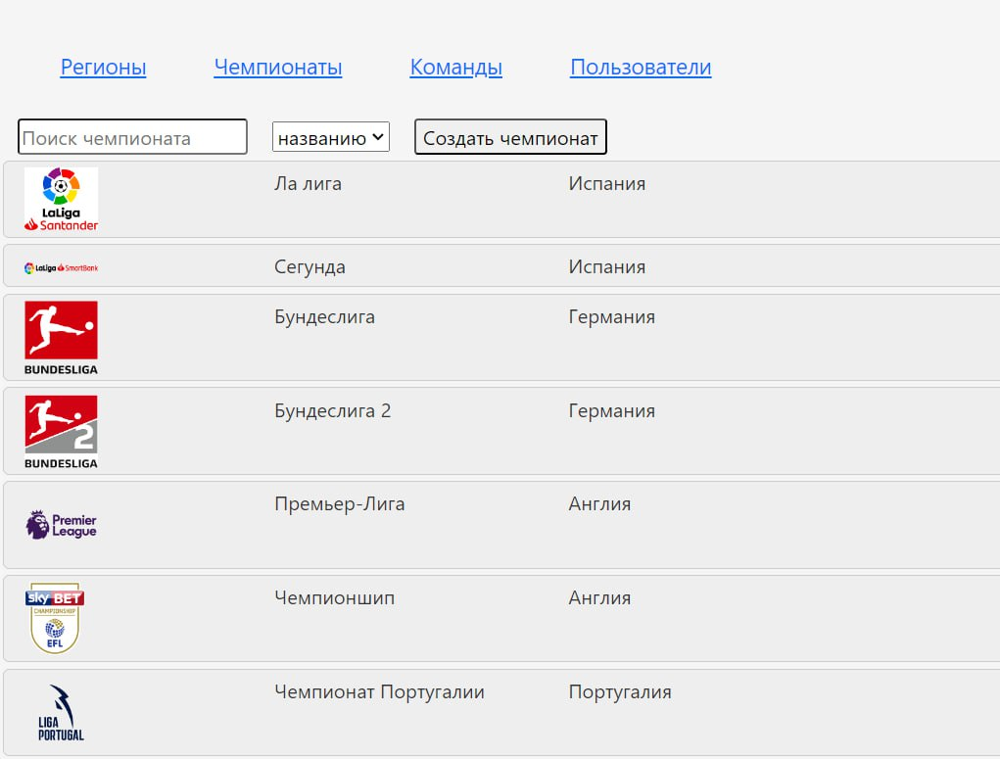 Регионы Чемпионаты Команды Пользователи
Поиск чемпионата названию Создать чемпионат
LaLiga
Santander
Ла лига Испания
LaLiga SmartBank
Сегунда Испания
BUNDESLIGA
Бундеслига Германия
2
BUNDESLIGA
Бундеслига 2 Германия
Premier
League
Премьер-Лига Англия
sky BET
CHAMPIONSHIP
EFL
Чемпионшип Англия
LIGA
PORTUGAL
Чемпионат Португалии Португалия